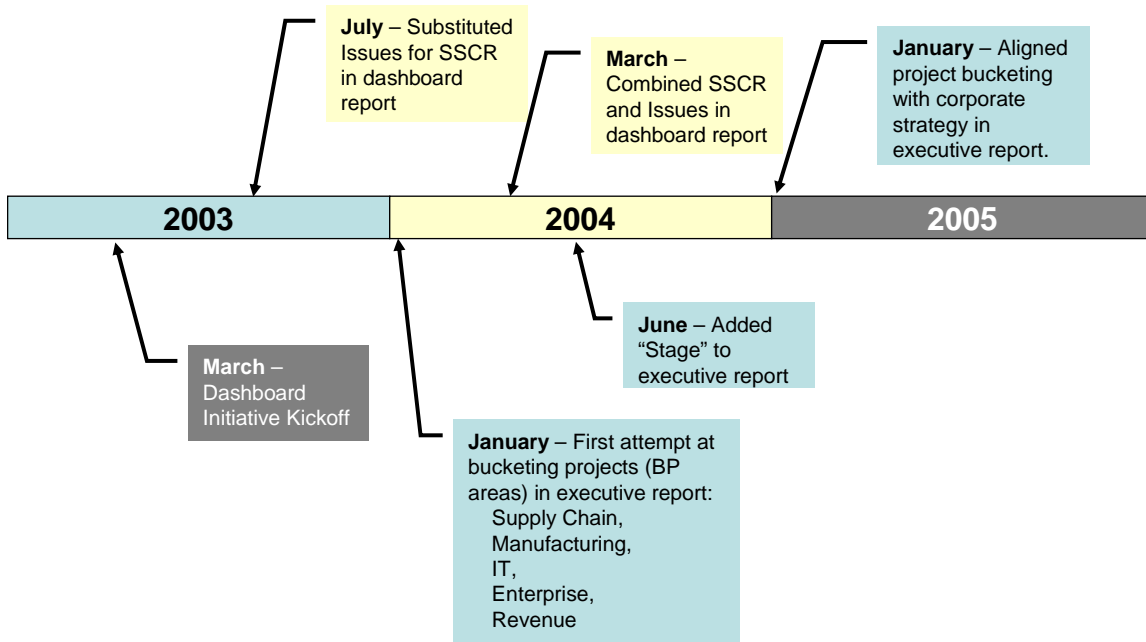 July – Substituted
Issues for SSCR
in dashboard
report
March –
Combined SSCR
and Issues in
dashboard report
January – Aligned
project bucketing
with corporate
strategy in
executive report.
2003
2004
2005
March –
Dashboard
Initiative Kickoff
January – First attempt at
bucketing projects (BP
areas) in executive report:
Supply Chain,
Manufacturing,
IT,
Enterprise,
Revenue
June – Added
“Stage” to
executive report